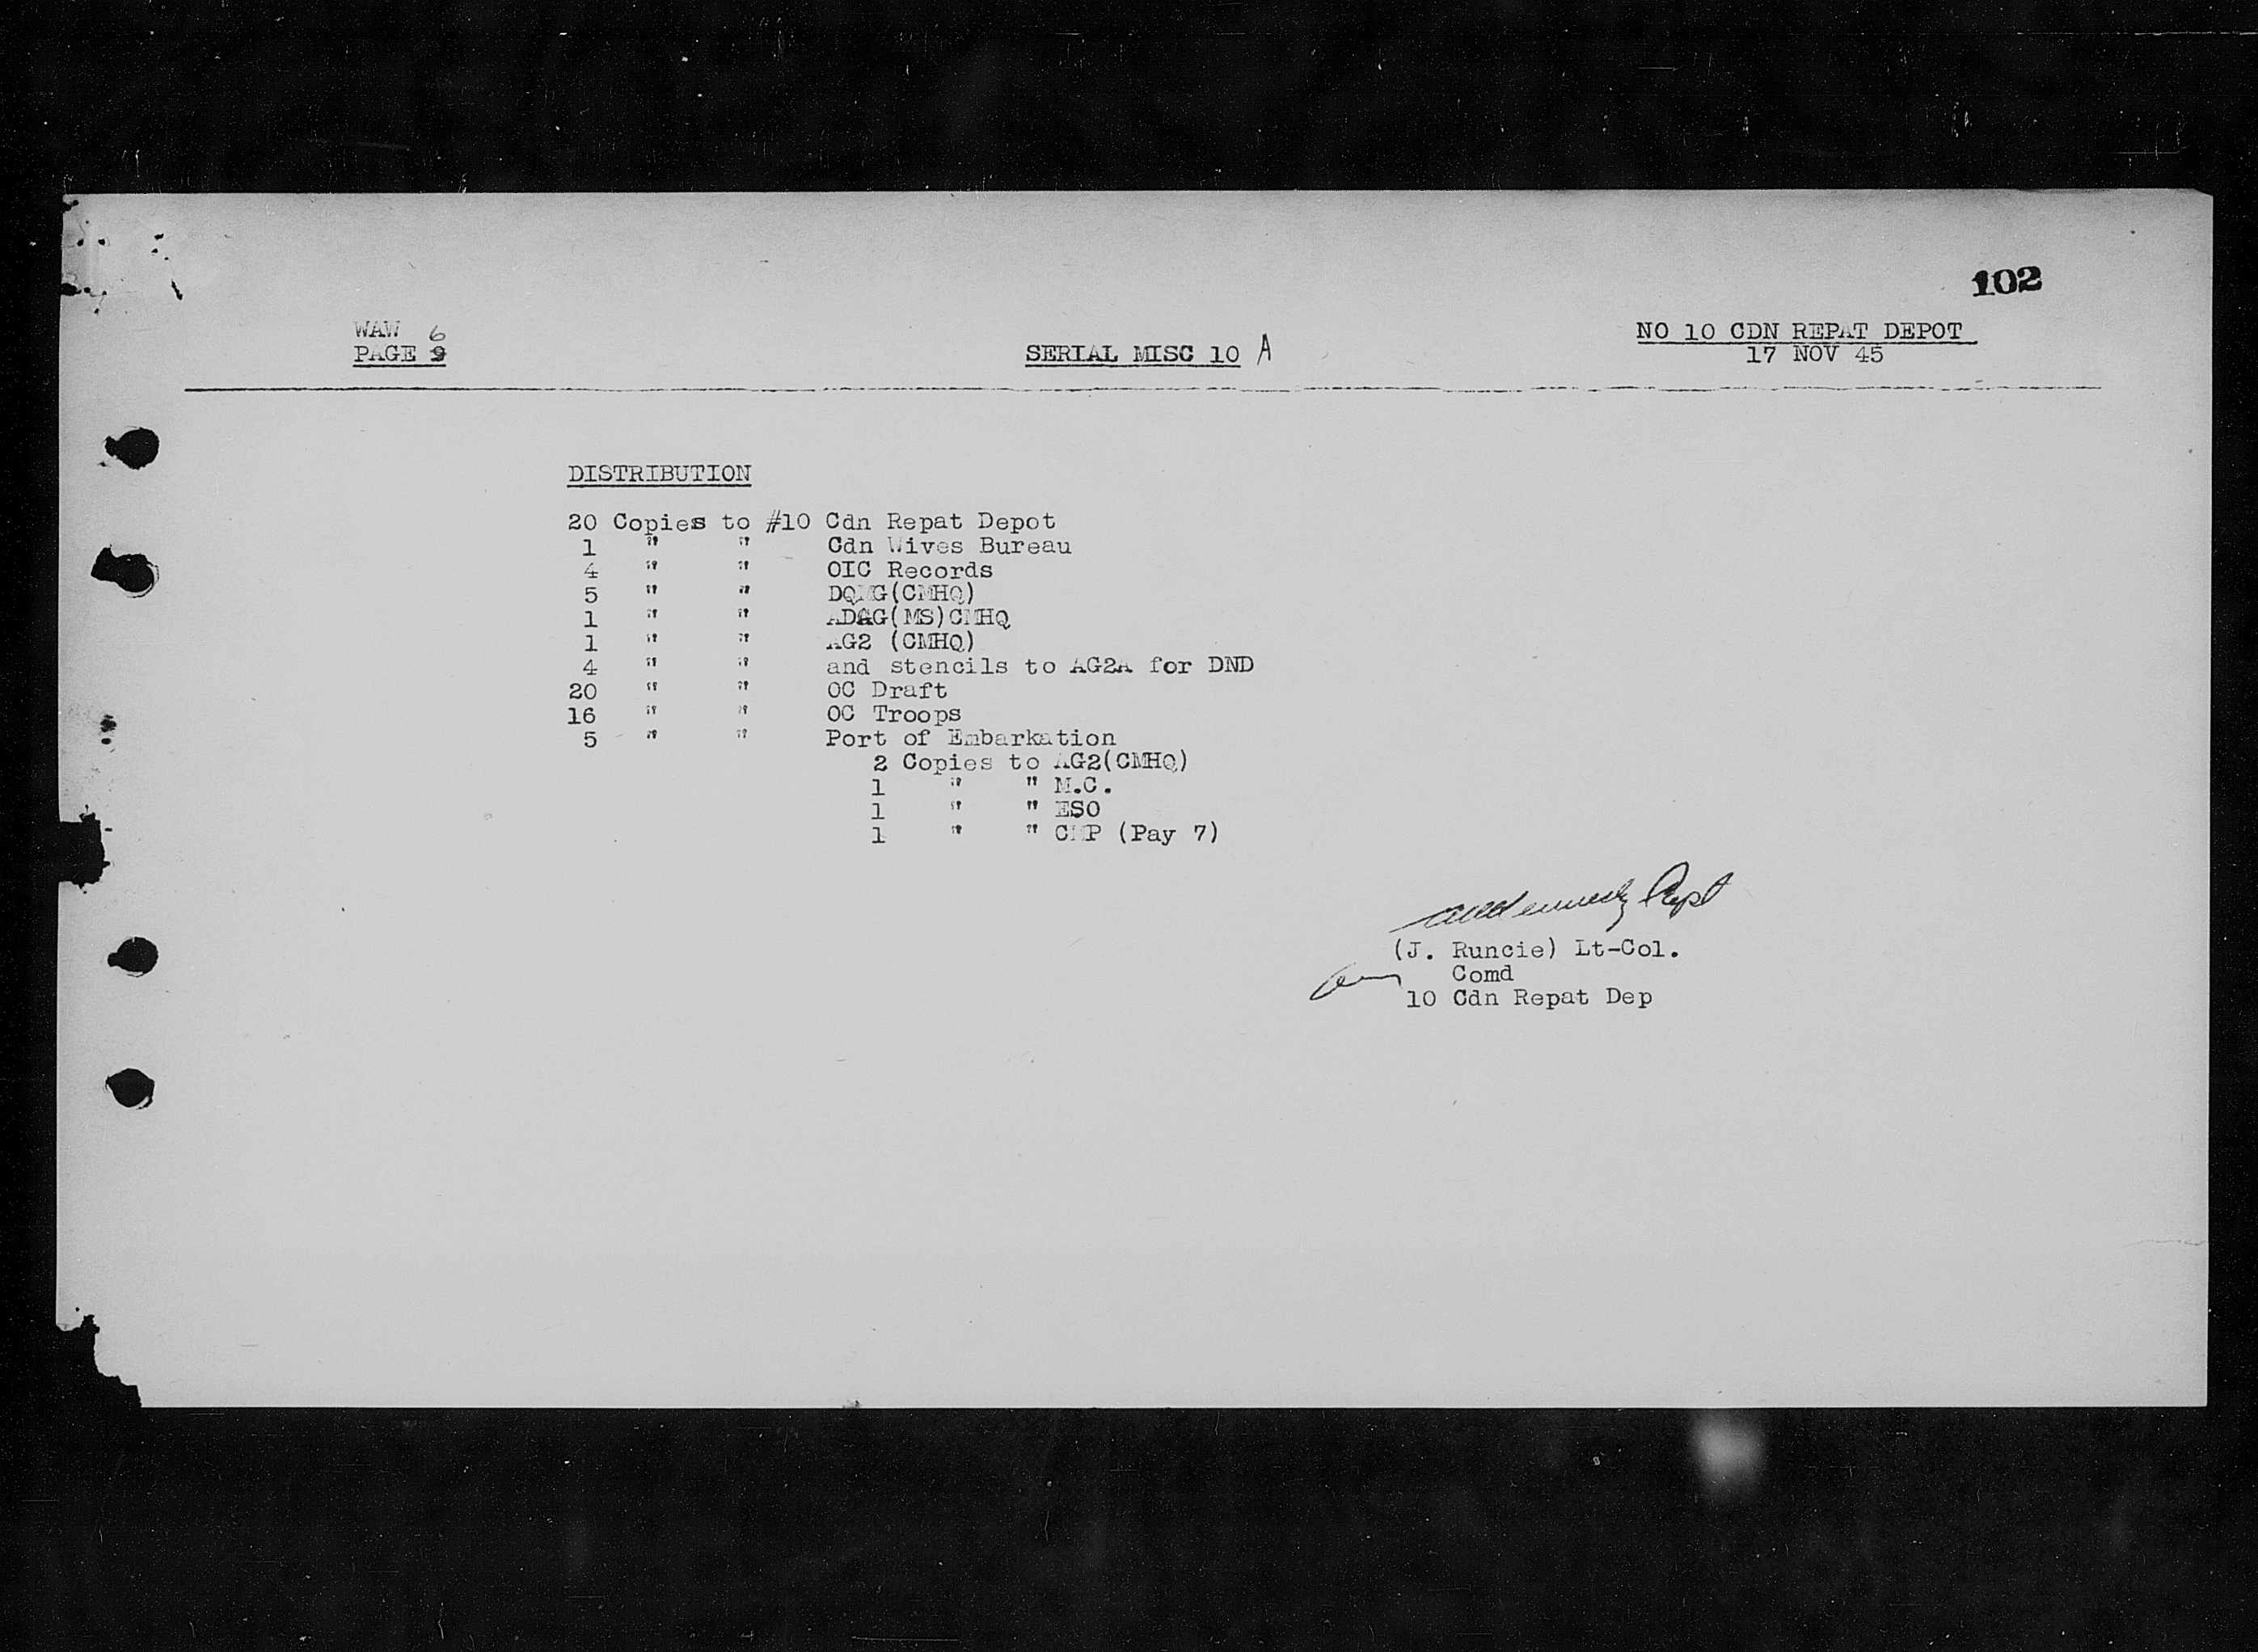 102
WAW 6
PAGE 9
SERIAL MISC 10 A
NO 10 CDN REPAT DEPOT
17 NOV 45
DISTRIBUTION
20 Copies to #10 Cdn Repat Depot
1 " " Cdn Wives Bureau
4 " " OIC Records
5 " " DQMG(CMHQ)
1 " " ADAG(MS)CMHQ
1 " " AG2 (CMHQ)
4 " " and stencils to AG2A for DND
20 " " OC Draft
16 " " OC Troops
5 " " Port of Embarkation
2 Copies to AG2(CMHQ)
1 " " M.C.
1 " " ESO
1 " " CMP (Pay 7)
Capt
(J. Runcie) Lt-Col.
Comd
10 Cdn Repat Dep